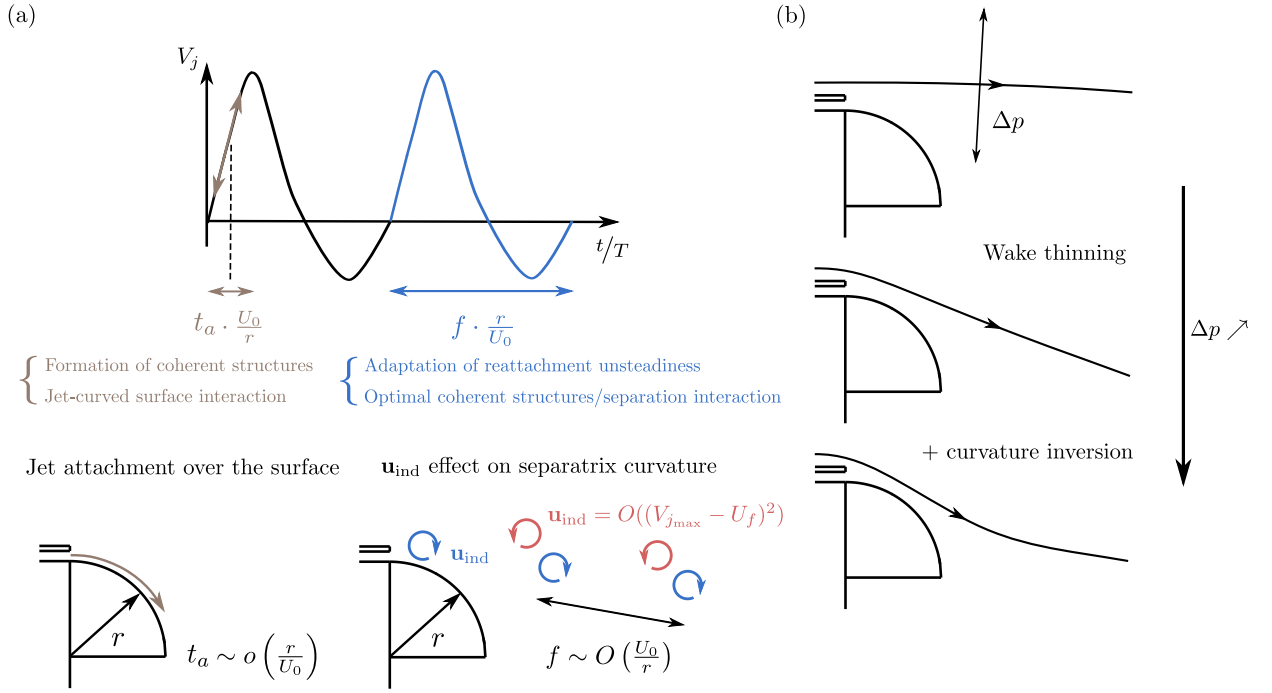 (a)
V_j
t/T
t_a · U_0/r
f · r/U_0
{ Formation of coherent structures
Jet-curved surface interaction
{ Adaptation of reattachment unsteadiness
Optimal coherent structures/separation interaction
Jet attachment over the surface
r
t_a ∼ o (r/U_0)
u_ind effect on separatrix curvature
u_ind = O((V_{j_max} − U_f)^2)
u_ind
r
f ∼ O (U_0/r)
(b)
Δp
Wake thinning
Δp ↗
+ curvature inversion